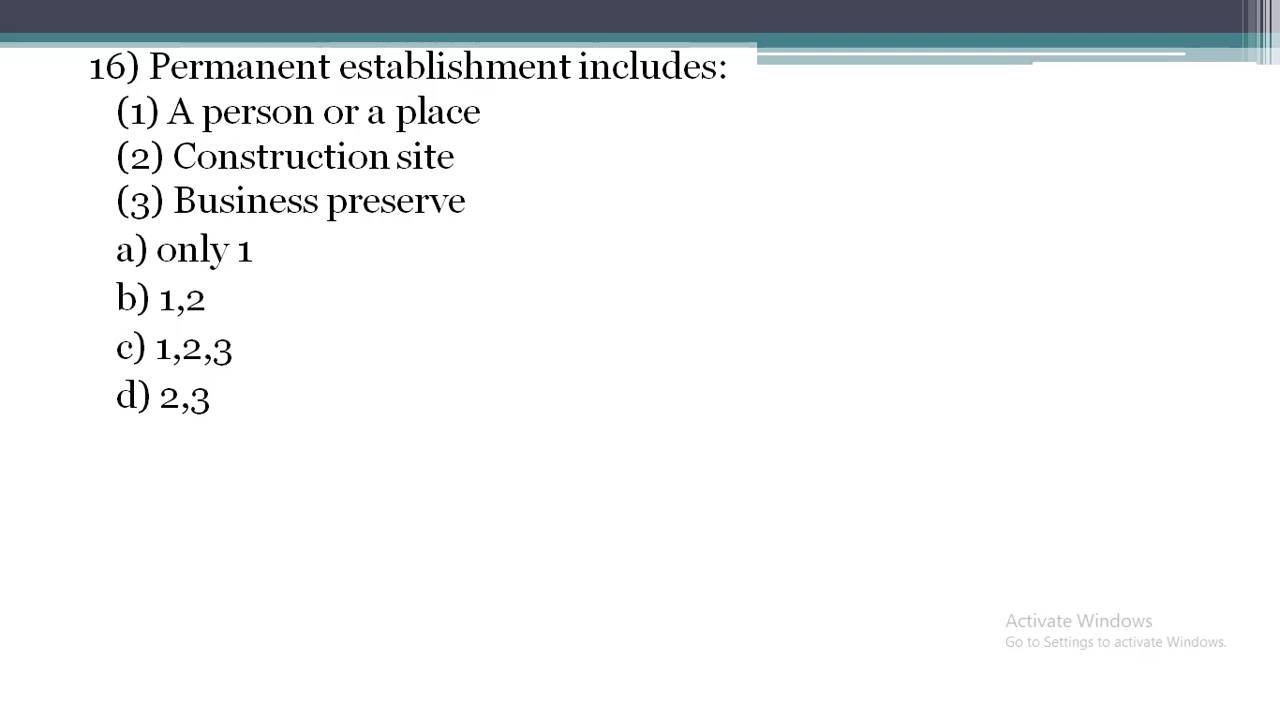 16) Permanent establishment includes:
(1) A person or a place
(2) Construction site
(3) Business preserve
a) only 1
b) 1,2
c) 1,2,3
d) 2,3
Activate Windows
Go to Settings to activate Windows.